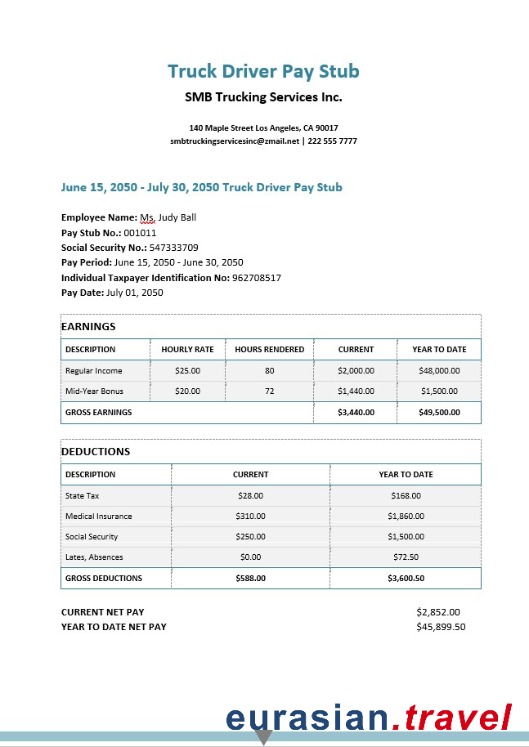 Truck Driver Pay Stub
SMB Trucking Services Inc.
140 Maple Street Los Angeles, CA 90017
smbtruckingservicesinc@zmail.net | 222 555 7777
June 15, 2050 - July 30, 2050 Truck Driver Pay Stub
Employee Name: Ms. Judy Ball
Pay Stub No.: 001011
Social Security No.: 547333709
Pay Period: June 15, 2050 - June 30, 2050
Individual Taxpayer Identification No: 962708517
Pay Date: July 01, 2050
EARNINGS
DESCRIPTION HOURLY RATE HOURS RENDERED CURRENT YEAR TO DATE
Regular Income $25.00 80 $2,000.00 $48,000.00
Mid-Year Bonus $20.00 72 $1,440.00 $1,500.00
GROSS EARNINGS $3,440.00 $49,500.00
DEDUCTIONS
DESCRIPTION CURRENT YEAR TO DATE
State Tax $28.00 $168.00
Medical Insurance $310.00 $1,860.00
Social Security $250.00 $1,500.00
Lates, Absences $0.00 $72.50
GROSS DEDUCTIONS $588.00 $3,600.50
CURRENT NET PAY $2,852.00
YEAR TO DATE NET PAY $45,899.50
eurasian.travel